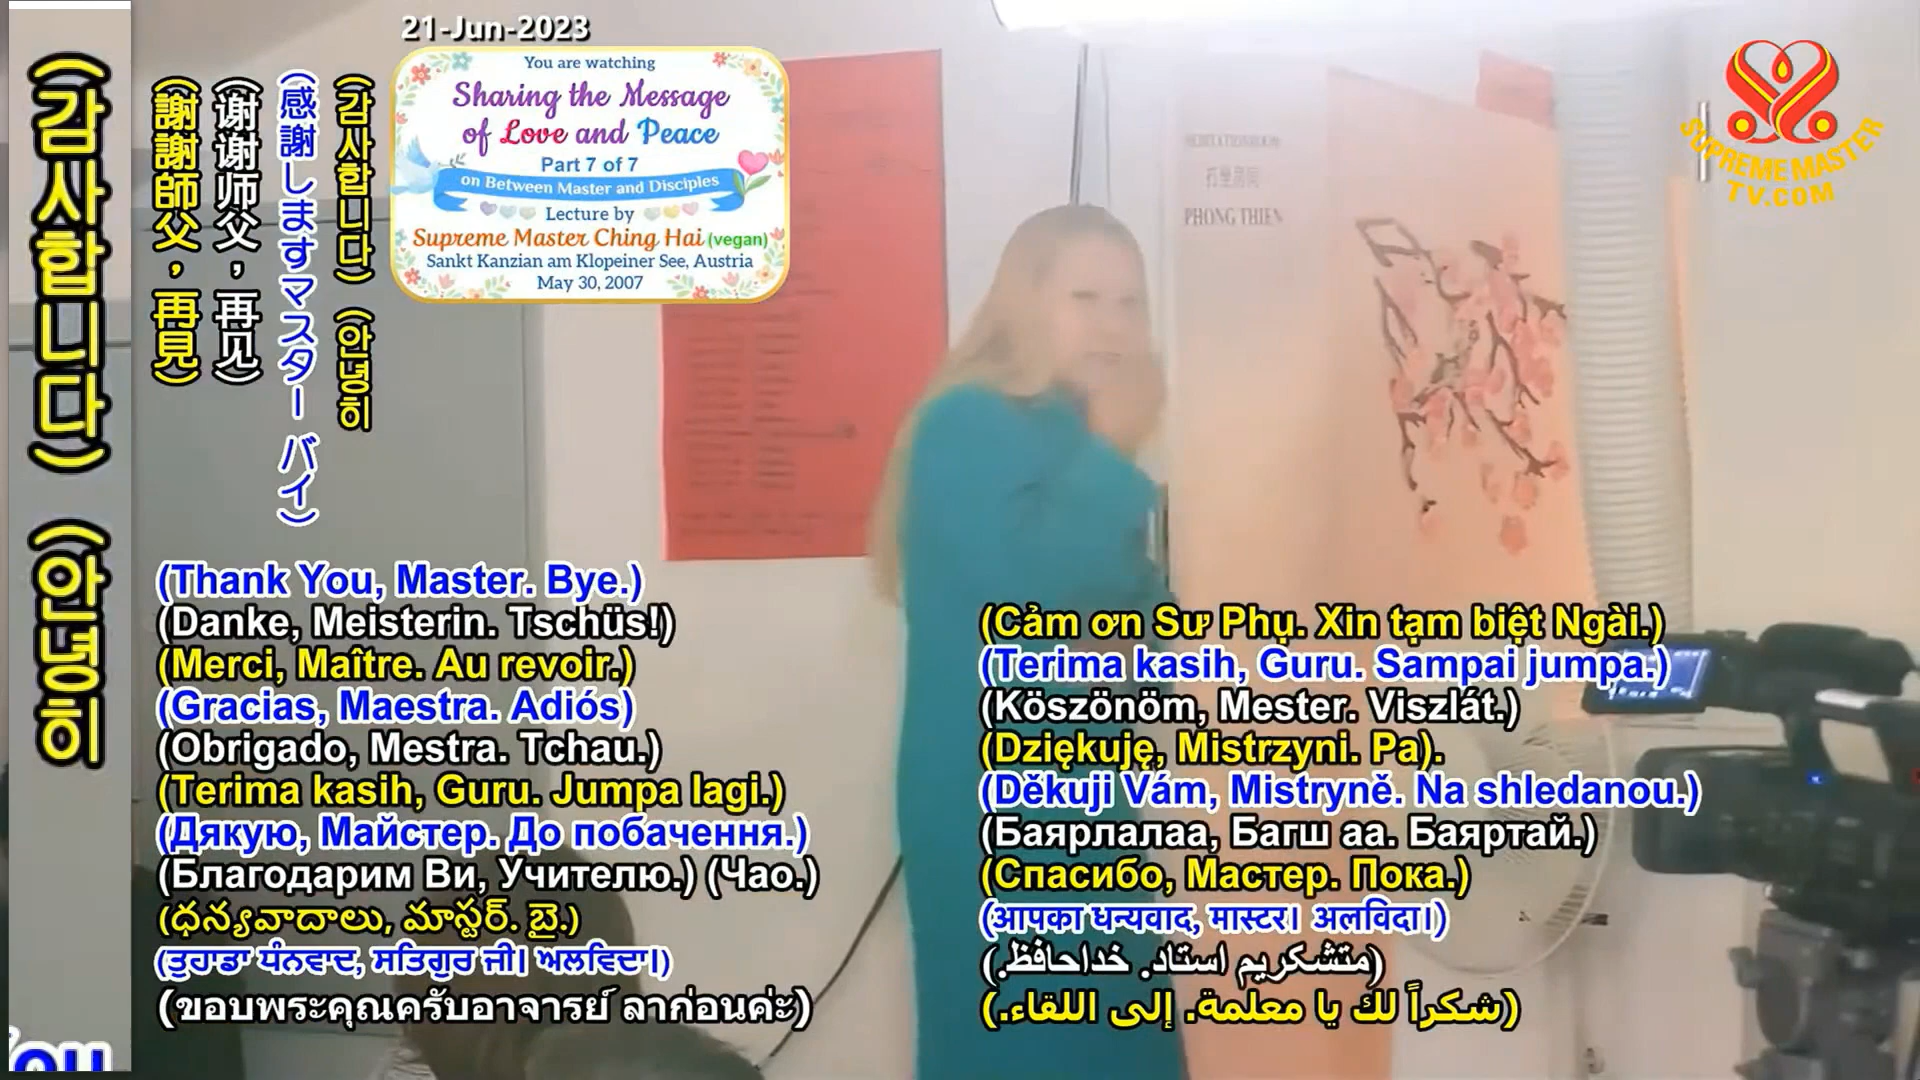 21-Jun-2023
You are watching
Sharing the Message
of Love and Peace
Part 7 of 7
on Between Master and Disciples
Lecture by
Supreme Master Ching Hai (vegan)
Sankt Kanzian am Klopeiner See, Austria
May 30, 2007
SUPREME MASTER
TV.COM
(감사합니다) (안녕히
(謝謝師父，再見)
(谢谢师父，再见)
(感謝しますマスター バイ)
(감사합니다) (안녕히
MEDITATION ROOM
PHONG THIEN
(Thank You, Master. Bye.)
(Danke, Meisterin. Tschüs!)
(Merci, Maître. Au revoir.)
(Gracias, Maestra. Adiós)
(Obrigado, Mestra. Tchau.)
(Terima kasih, Guru. Jumpa lagi.)
(Дякую, Майстер. До побачення.)
(Благодарим Ви, Учителю.) (Чао.)
(ధన్యవాదాలు, మాస్టర్. బై.)
(ਤੁਹਾਡਾ ਧੰਨਵਾਦ, ਸਤਿਗੁਰ ਜੀ। ਅਲਵਿਦਾ।)
(ขอบพระคุณครับอาจารย์ ลาก่อนค่ะ)
(Cảm ơn Sư Phụ. Xin tạm biệt Ngài.)
(Terima kasih, Guru. Sampai jumpa.)
(Köszönöm, Mester. Viszlát.)
(Dziękuję, Mistrzyni. Pa).
(Děkuji Vám, Mistryně. Na shledanou.)
(Баярлалаа, Багш аа. Баяртай.)
(Спасибо, Мастер. Пока.)
(आपका धन्यवाद, मास्टर। अलविदा।)
(متشکریم استاد. خداحافظ.)
(شكراً لك يا معلمة. إلى اللقاء.)